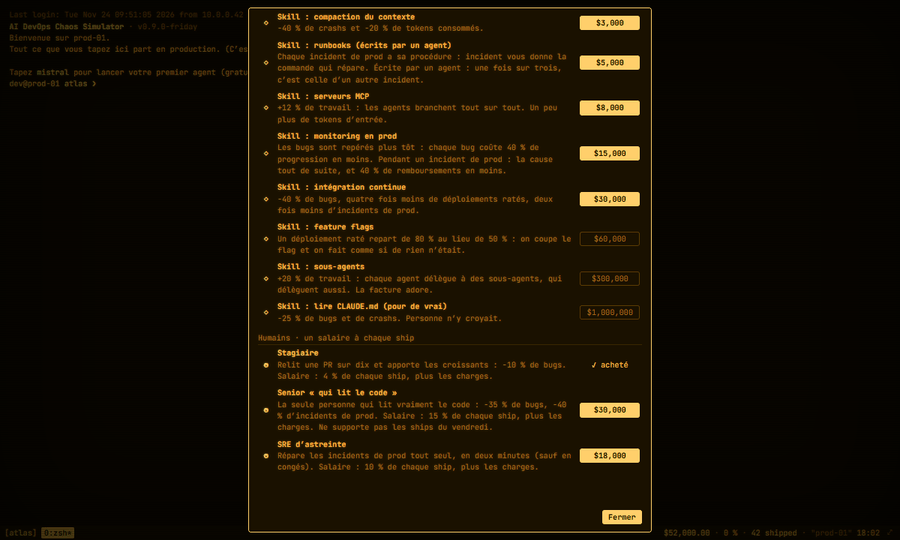 Last login: Tue Nov 24 09:51:05 2026 from 10.0.0.42
AI DevOps Chaos Simulator · v0.9.0-friday
Bienvenue sur prod-01.
Tout ce que vous tapez ici part en production. (C'es
Tapez mistral pour lancer votre premier agent (gratu
dev@prod-01 atlas ❯
Skill : compaction du contexte
-40 % de crashs et -20 % de tokens consommés.
$3,000
Skill : runbooks (écrits par un agent)
Chaque incident de prod a sa procédure : incident vous donne la
commande qui répare. Écrite par un agent : une fois sur trois,
c'est celle d'un autre incident.
$5,000
Skill : serveurs MCP
+12 % de travail : les agents branchent tout sur tout. Un peu
plus de tokens d'entrée.
$8,000
Skill : monitoring en prod
Les bugs sont repérés plus tôt : chaque bug coûte 40 % de
progression en moins. Pendant un incident de prod : la cause
tout de suite, et 40 % de remboursements en moins.
$15,000
Skill : intégration continue
-40 % de bugs, quatre fois moins de déploiements ratés, deux
fois moins d'incidents de prod.
$30,000
Skill : feature flags
Un déploiement raté repart de 80 % au lieu de 50 % : on coupe le
flag et on fait comme si de rien n'était.
$60,000
Skill : sous-agents
+20 % de travail : chaque agent délègue à des sous-agents, qui
délèguent aussi. La facture adore.
$300,000
Skill : lire CLAUDE.md (pour de vrai)
-25 % de bugs et de crashs. Personne n'y croyait.
$1,000,000
Humains · un salaire à chaque ship
Stagiaire
Relit une PR sur dix et apporte les croissants : -10 % de bugs.
Salaire : 4 % de chaque ship, plus les charges.
✓ acheté
Senior « qui lit le code »
La seule personne qui lit vraiment le code : -35 % de bugs, -40
% d'incidents de prod. Salaire : 15 % de chaque ship, plus les
charges. Ne supporte pas les ships du vendredi.
$30,000
SRE d'astreinte
Répare les incidents de prod tout seul, en deux minutes (sauf en
congés). Salaire : 10 % de chaque ship, plus les charges.
$18,000
Fermer
[atlas] 0:zsh* $52,000.00 · 0 % · 42 shipped · "prod-01" 18:02